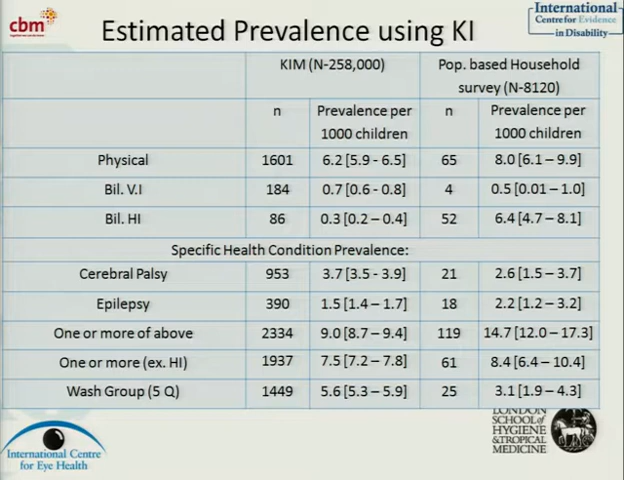 cbm
Estimated Prevalence using KI
International
Centre for Evidence
in Disability
KIM (N-258,000)
Pop. based Household
survey (N-8120)
n
Prevalence per
1000 children
n
Prevalence per
1000 children
Physical 1601 6.2 [5.9 - 6.5] 65 8.0 [6.1 – 9.9]
Bil. V.I 184 0.7 [0.6 - 0.8] 4 0.5 [0.01 – 1.0]
Bil. HI 86 0.3 [0.2 – 0.4] 52 6.4 [4.7 – 8.1]
Specific Health Condition Prevalence:
Cerebral Palsy 953 3.7 [3.5 - 3.9] 21 2.6 [1.5 – 3.7]
Epilepsy 390 1.5 [1.4 – 1.7] 18 2.2 [1.2 – 3.2]
One or more of above 2334 9.0 [8.7 – 9.4] 119 14.7 [12.0 – 17.3]
One or more (ex. HI) 1937 7.5 [7.2 – 7.8] 61 8.4 [6.4 – 10.4]
Wash Group (5 Q) 1449 5.6 [5.3 – 5.9] 25 3.1 [1.9 – 4.3]
International Centre
for Eye Health
LONDON
SCHOOL of
HYGIENE
&TROPICAL
MEDICINE